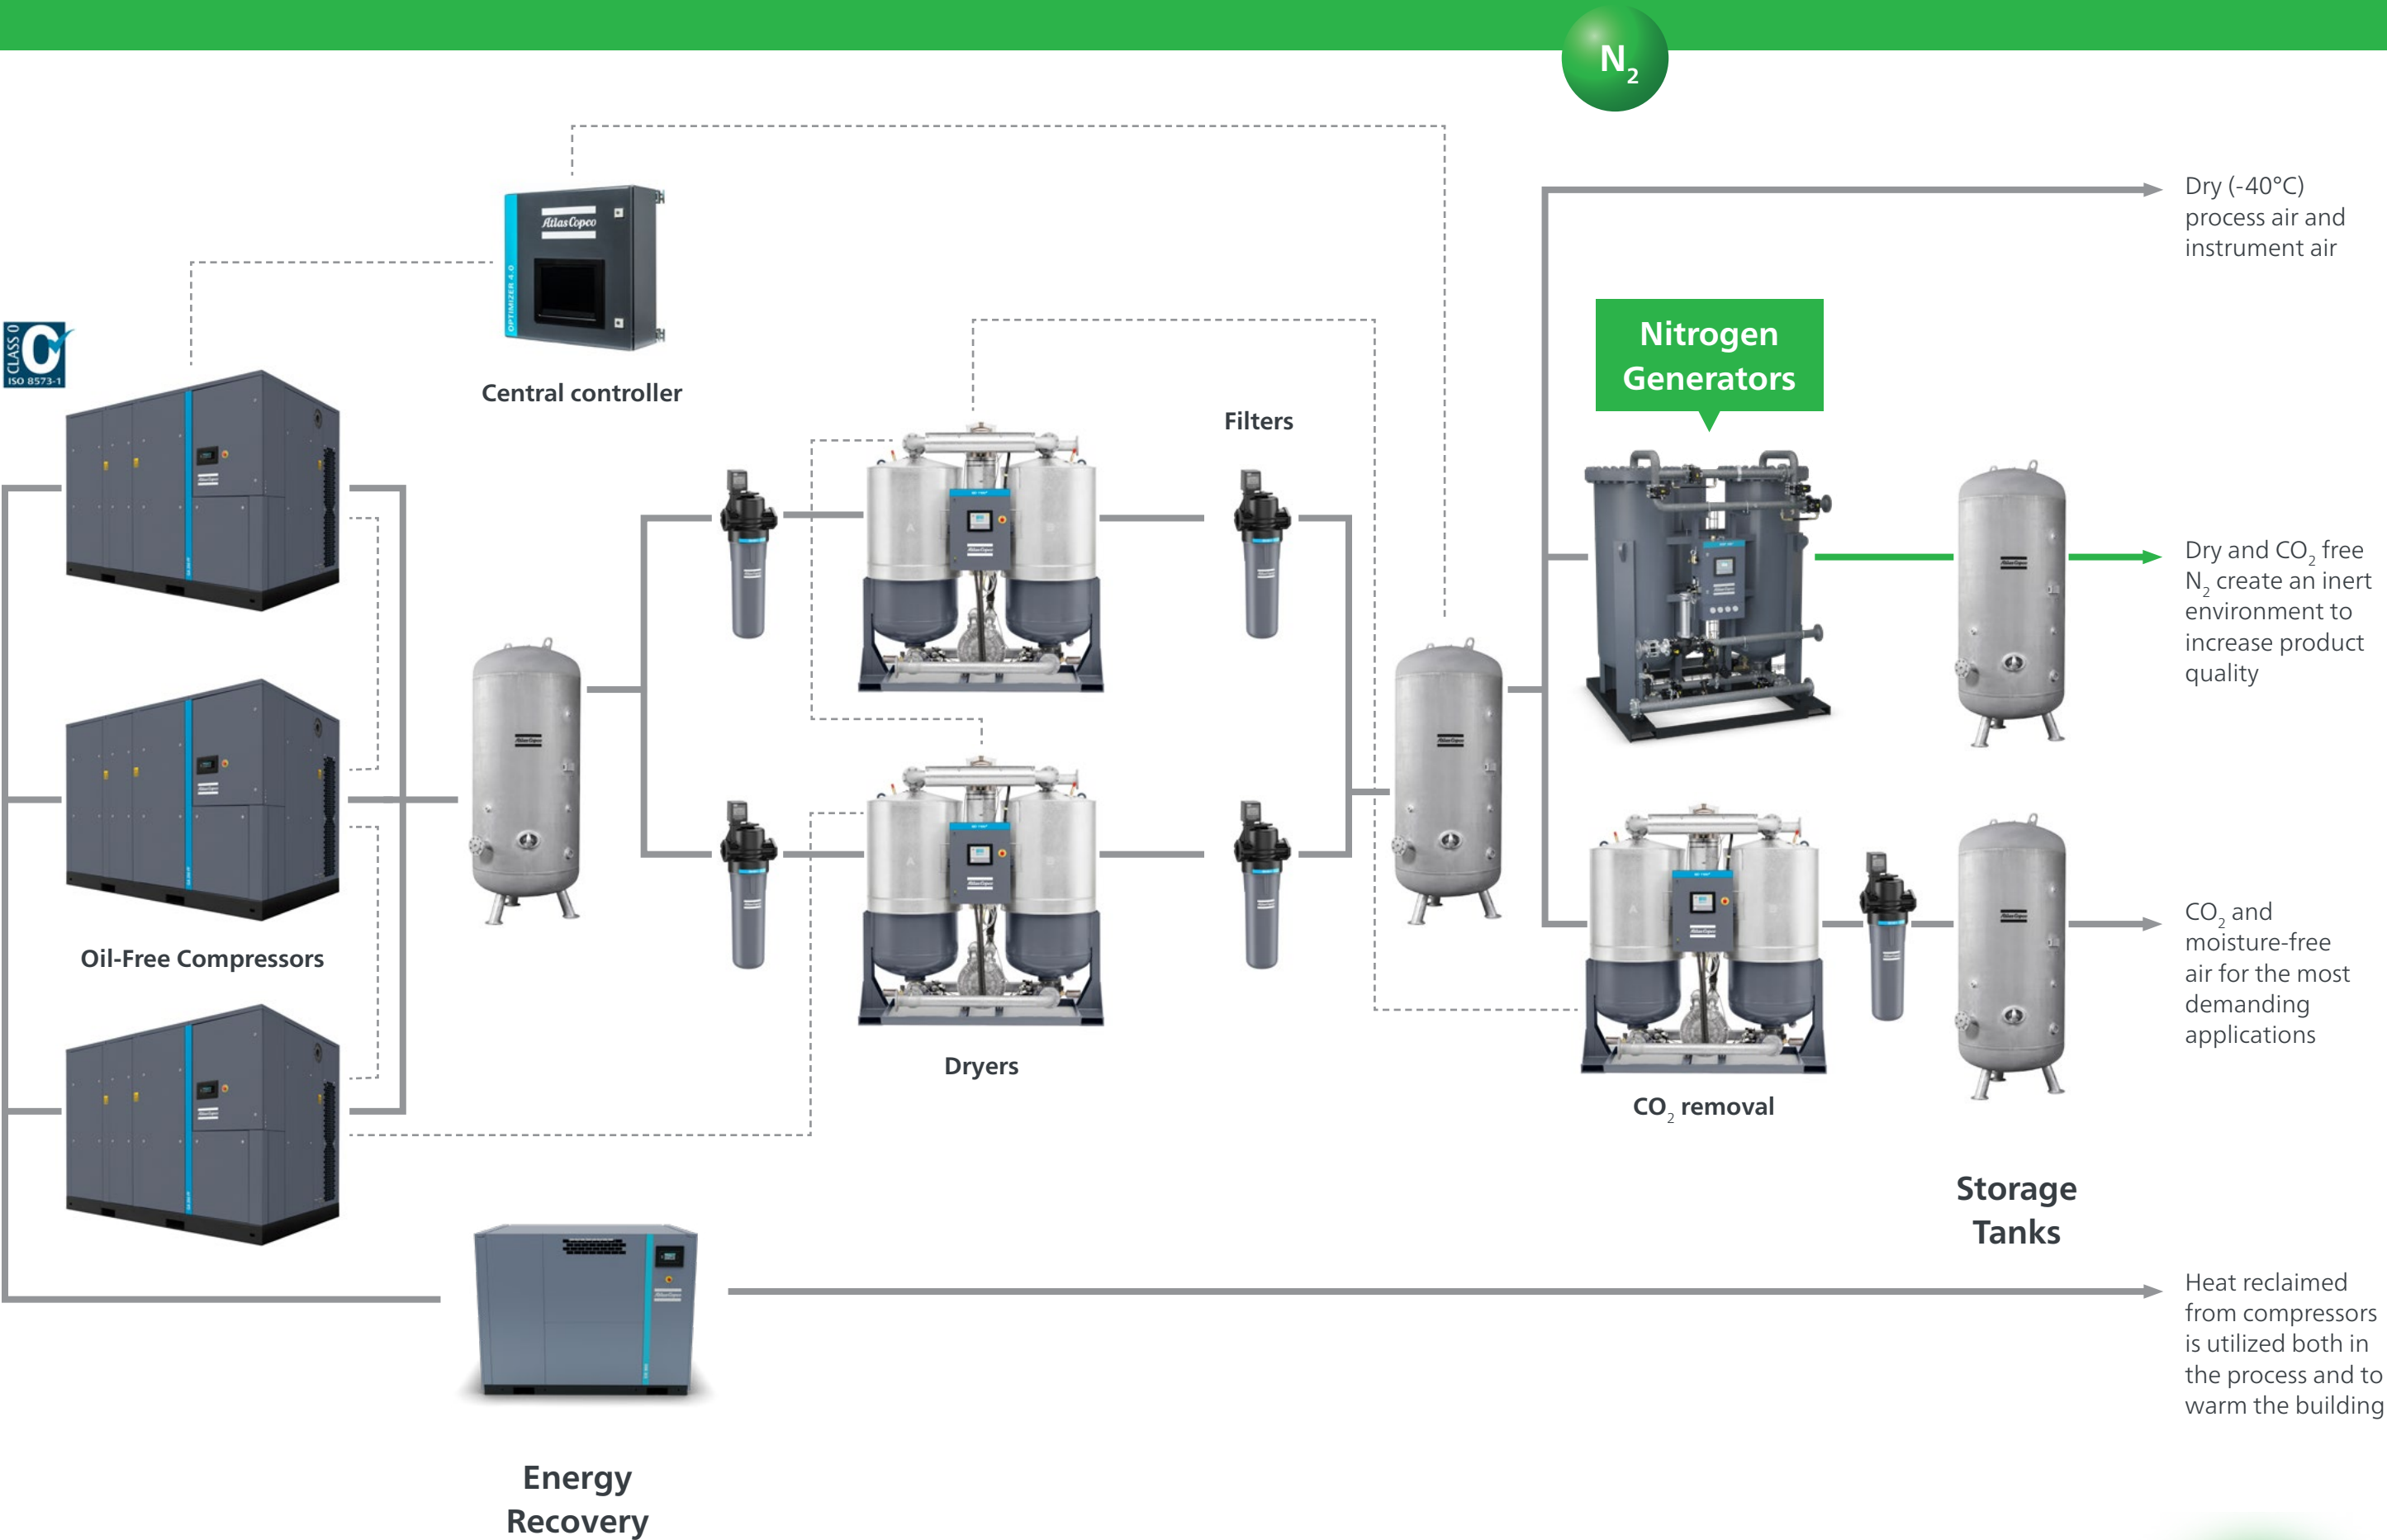 N₂
Dry (-40°C)
process air and
instrument air
Atlas Copco
OPTIMIZER 4.0
Central controller
CLASS 0
ISO 8573-1
Nitrogen
Generators
Filters
Dry and CO₂ free
N₂ create an inert
environment to
increase product
quality
Oil-Free Compressors
CO₂ and
moisture-free
air for the most
demanding
applications
Dryers
CO₂ removal
Storage
Tanks
Heat reclaimed
from compressors
is utilized both in
the process and to
warm the building
Energy
Recovery